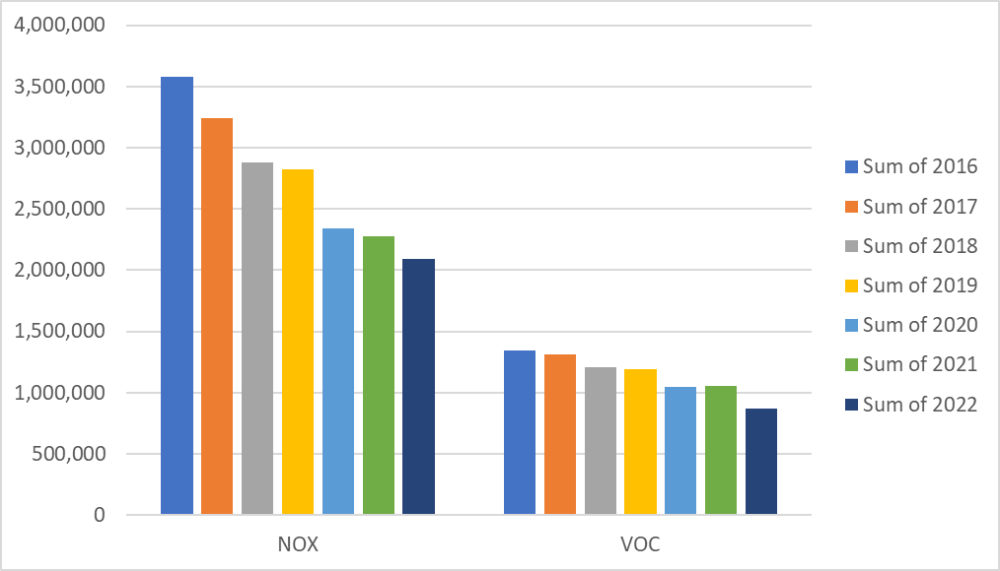 4,000,000
3,500,000
3,000,000
2,500,000
2,000,000
1,500,000
1,000,000
500,000
0
NOX
VOC
Sum of 2016
Sum of 2017
Sum of 2018
Sum of 2019
Sum of 2020
Sum of 2021
Sum of 2022